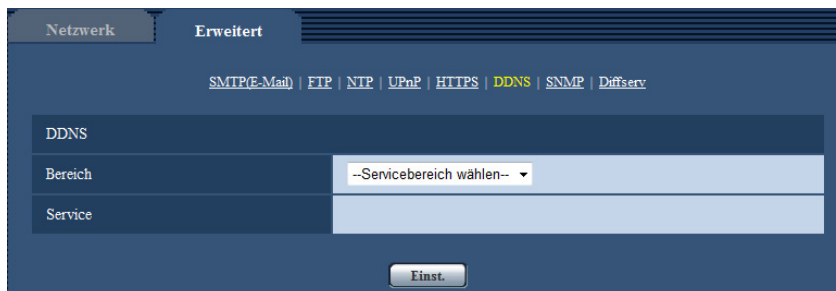 Netzwerk Erweitert
SMTP(E-Mail) | FTP | NTP | UPnP | HTTPS | DDNS | SNMP | Diffserv
DDNS
Bereich --Servicebereich wählen--
Service
Einst.